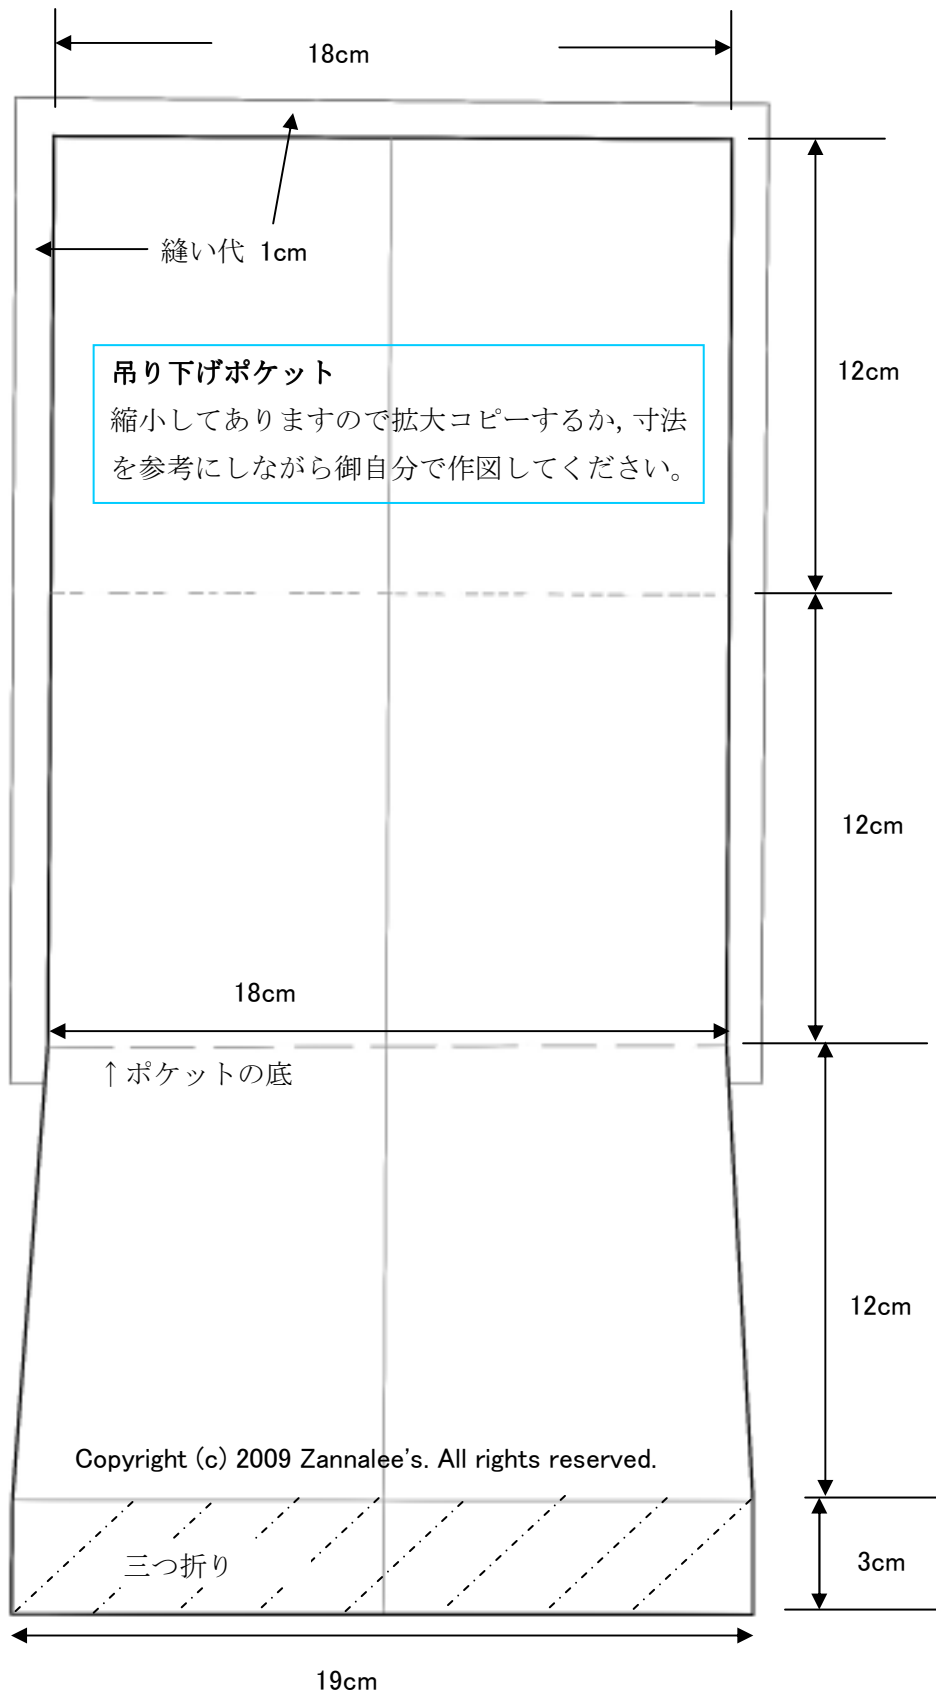 18cm
縫い代 1cm
吊り下げポケット
縮小してありますので拡大コピーするか, 寸法
を参考にしながら御自分で作図してください。
12cm
12cm
18cm
↑ポケットの底
12cm
Copyright (c) 2009 Zannalee's. All rights reserved.
三つ折り
3cm
19cm